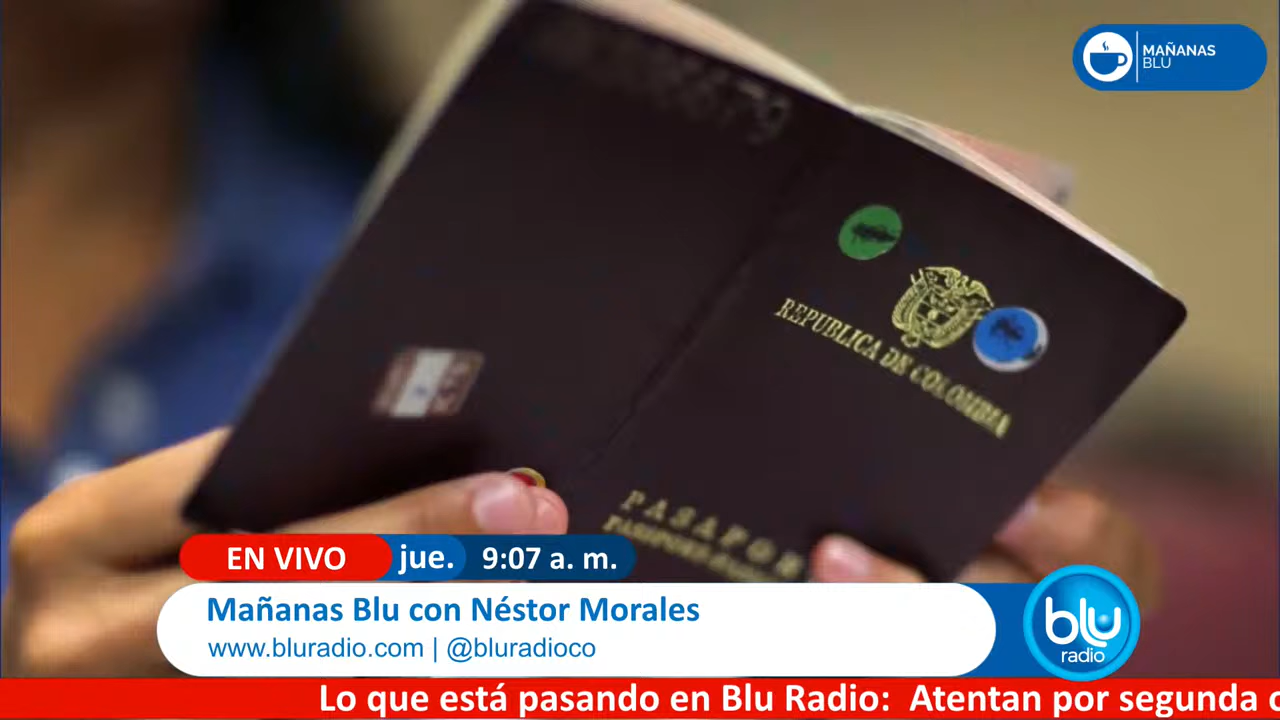 MAÑANAS
BLU
REPUBLICA DE COLOMBIA
PASAPOR
EN VIVO
jue.
9:07 a. m.
Mañanas Blu con Néstor Morales
www.bluradio.com | @bluradioco
blu
radio
Lo que está pasando en Blu Radio: Atentan por segunda